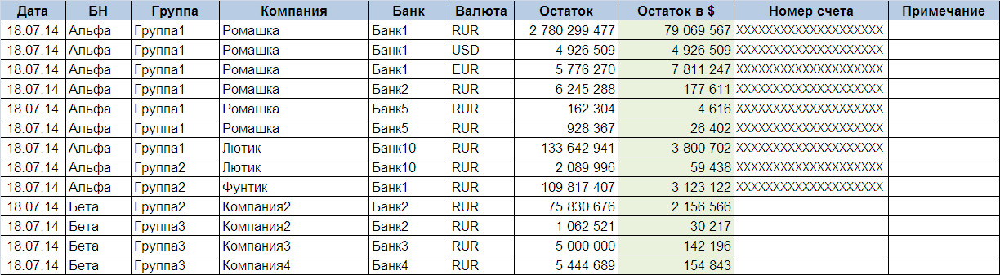 Дата БН Группа Компания Банк Валюта Остаток Остаток в $ Номер счета Примечание
18.07.14 Альфа Группа1 Ромашка Банк1 RUR 2 780 299 477 79 069 567 XXXXXXXXXXXXXXXXXXXX
18.07.14 Альфа Группа1 Ромашка Банк1 USD 4 926 509 4 926 509 XXXXXXXXXXXXXXXXXXXX
18.07.14 Альфа Группа1 Ромашка Банк1 EUR 5 776 270 7 811 247 XXXXXXXXXXXXXXXXXXXX
18.07.14 Альфа Группа1 Ромашка Банк2 RUR 6 245 288 177 611 XXXXXXXXXXXXXXXXXXXX
18.07.14 Альфа Группа1 Ромашка Банк5 RUR 162 304 4 616 XXXXXXXXXXXXXXXXXXXX
18.07.14 Альфа Группа1 Ромашка Банк5 RUR 928 367 26 402 XXXXXXXXXXXXXXXXXXXX
18.07.14 Альфа Группа1 Лютик Банк10 RUR 133 642 941 3 800 702 XXXXXXXXXXXXXXXXXXXX
18.07.14 Альфа Группа2 Лютик Банк10 RUR 2 089 996 59 438 XXXXXXXXXXXXXXXXXXXX
18.07.14 Альфа Группа2 Фунтик Банк1 RUR 109 817 407 3 123 122 XXXXXXXXXXXXXXXXXXXX
18.07.14 Бета Группа2 Компания2 Банк2 RUR 75 830 676 2 156 566
18.07.14 Бета Группа3 Компания2 Банк2 RUR 1 062 521 30 217
18.07.14 Бета Группа3 Компания3 Банк3 RUR 5 000 000 142 196
18.07.14 Бета Группа3 Компания4 Банк4 RUR 5 444 689 154 843